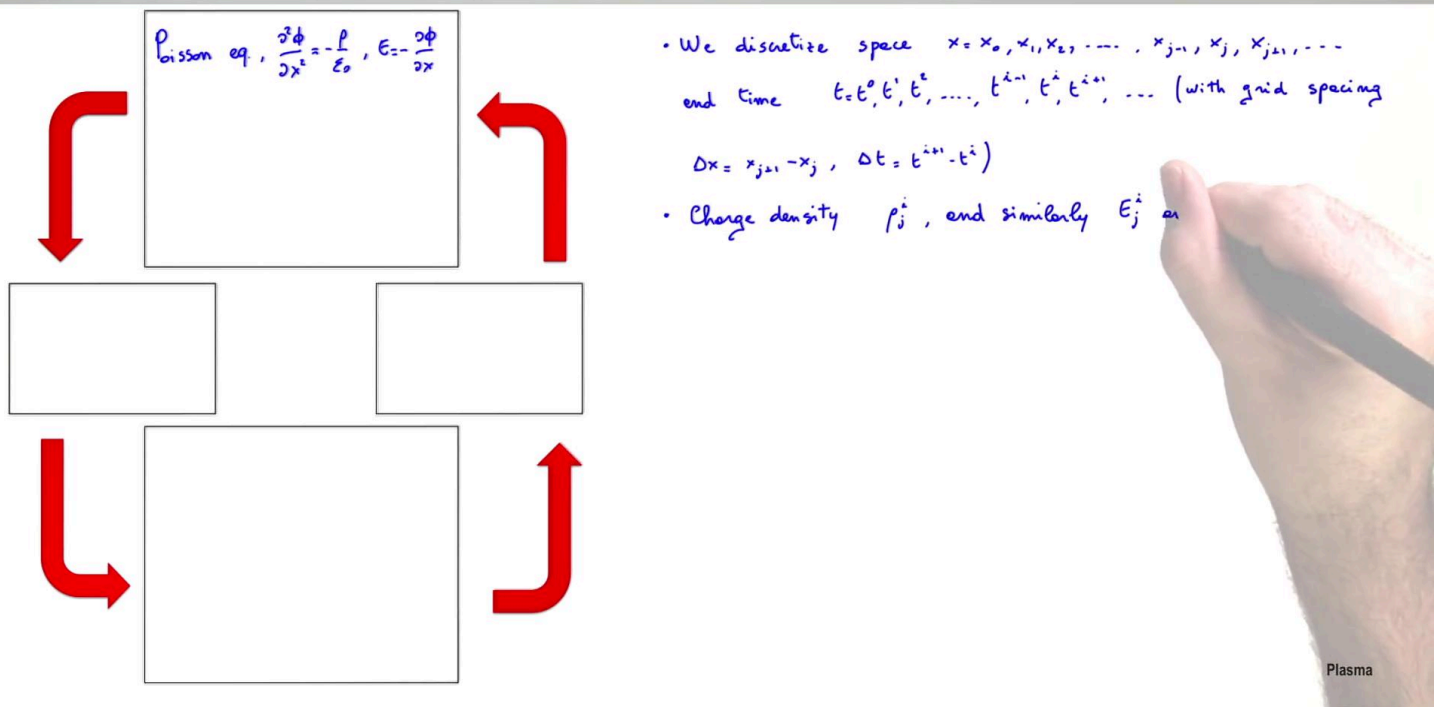 Poisson eq., ∂²ϕ/∂x² = -ρ/ε₀, E=-∂ϕ/∂x
• We discretize space x = x₀, x₁, x₂, ...., xⱼ₋₁, xⱼ, xⱼ₊₁, ...
and time t=t⁰, t¹, t², ...., tⁱ⁻¹, tⁱ, tⁱ⁺¹, ... (with grid spacing
Δx = xⱼ₊₁ - xⱼ, Δt = tⁱ⁺¹ - tⁱ)
• Charge density ρⱼⁱ, and similarly Eⱼⁱ
Plasma